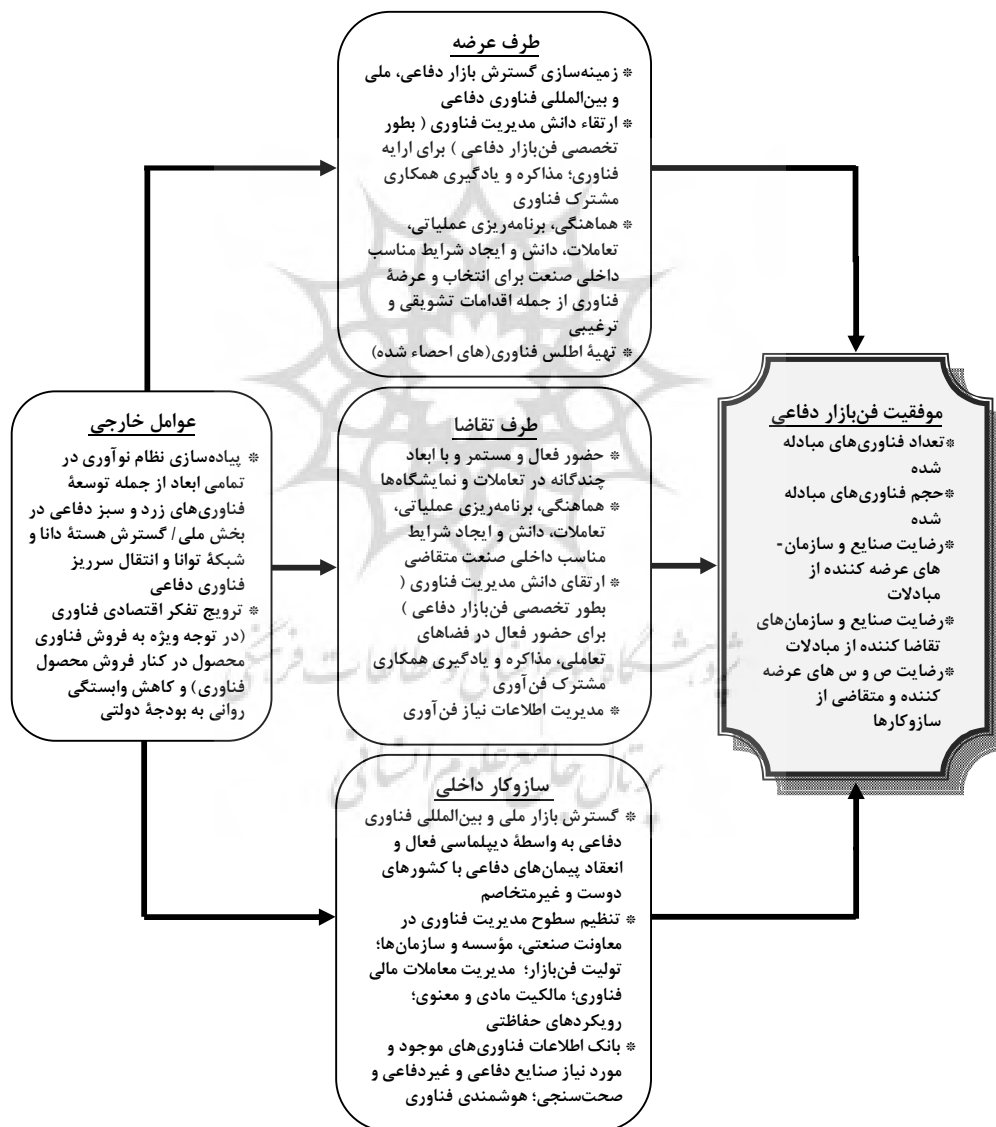 طرف عرضه
* زمینه‌سازی گسترش بازار دفاعی، ملی
و بین‌المللی فناوری دفاعی
* ارتقاء دانش مدیریت فناوری ( بطور
تخصصی فن‌بازار دفاعی ) برای ارایه
فناوری؛ مذاکره و یادگیری همکاری
مشترک فناوری
* هماهنگی، برنامه‌ریزی عملیاتی،
تعاملات، دانش و ایجاد شرایط مناسب
داخلی صنعت برای انتخاب و عرضهٔ
فناوری از جمله اقدامات تشویقی و
ترغیبی
* تهیهٔ اطلس فناوری(های احصاء شده)
عوامل خارجی
* پیاده‌سازی نظام نوآوری در
تمامی ابعاد از جمله توسعهٔ
فناوری‌های زرد و سبز دفاعی در
بخش ملی/ گسترش هستهٔ دانا و
شبکهٔ توانا و انتقال سرریز
فناوری دفاعی
* ترویج تفکر اقتصادی فناوری
(در توجه ویژه به فروش فناوری
محصول در کنار فروش محصول
فناوری) و کاهش وابستگی
روانی به بودجهٔ دولتی
طرف تقاضا
* حضور فعال و مستمر و با ابعاد
چندگانه در تعاملات و نمایشگاه‌ها
* هماهنگی، برنامه‌ریزی عملیاتی،
تعاملات، دانش و ایجاد شرایط
مناسب داخلی صنعت متقاضی
* ارتقای دانش مدیریت فناوری (
بطور تخصصی فن‌بازار دفاعی )
برای حضور فعال در فضاهای
تعاملی، مذاکره و یادگیری همکاری
مشترک فن‌آوری
* مدیریت اطلاعات نیاز فن‌آوری
موفقیت فن‌بازار دفاعی
*تعداد فناوری‌های مبادله
شده
*حجم فناوری‌های مبادله
شده
*رضایت صنایع و سازمان-
های عرضه کننده از
مبادلات
*رضایت صنایع و سازمان‌های
تقاضا کننده از مبادلات
*رضایت ص و س های عرضه
کننده و متقاضی از
سازوکارها
سازوکار داخلی
* گسترش بازار ملی و بین‌المللی فناوری
دفاعی به واسطهٔ دیپلماسی فعال و
انعقاد پیمان‌های دفاعی با کشورهای
دوست و غیرمتخاصم
* تنظیم سطوح مدیریت فناوری در
معاونت صنعتی، مؤسسه و سازمان‌ها؛
تولیت فن‌بازار؛ مدیریت معاملات مالی
فناوری؛ مالکیت مادی و معنوی؛
رویکردهای حفاظتی
* بانک اطلاعات فناوری‌های موجود و
مورد نیاز صنایع دفاعی و غیردفاعی و
صحت‌سنجی؛ هوشمندی فناوری
پژوهشگاه علوم انسانی و مطالعات فرهنگی
پرتال جامع علوم انسانی